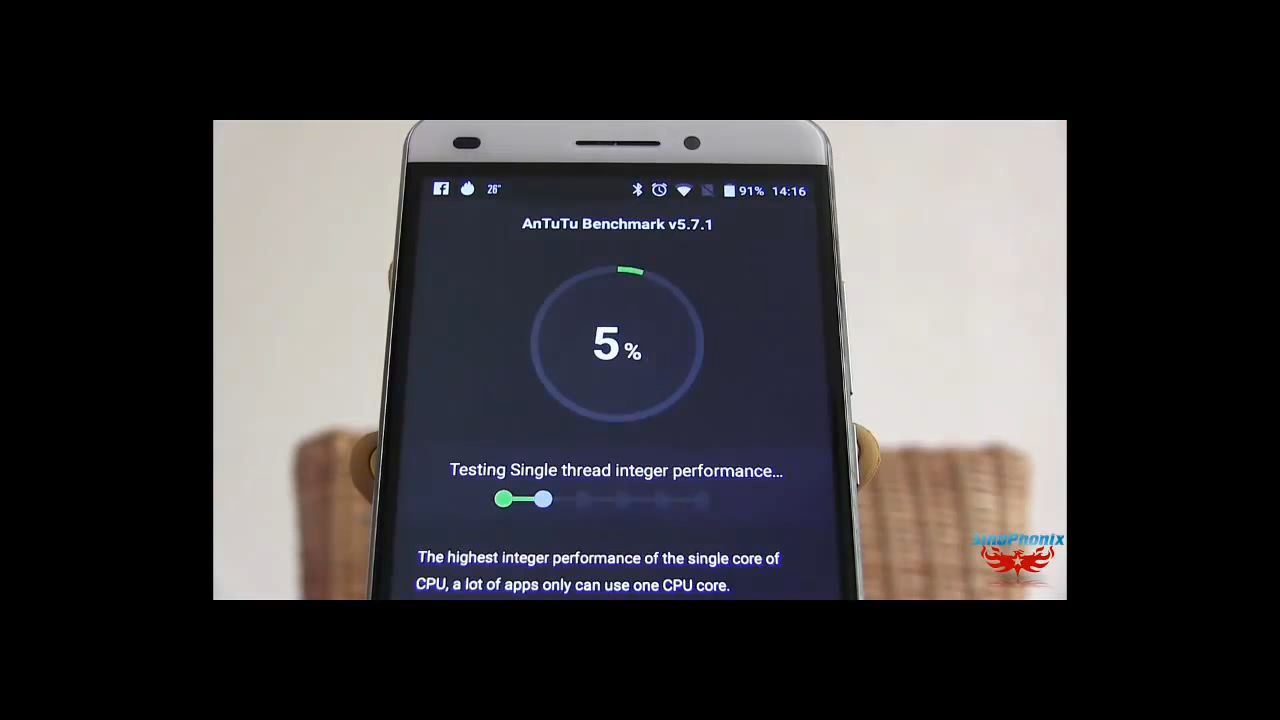 26°
91% 14:16
AnTuTu Benchmark v5.7.1
5%
Testing Single thread integer performance...
The highest integer performance of the single core of
CPU, a lot of apps only can use one CPU core.
SinoPhonix